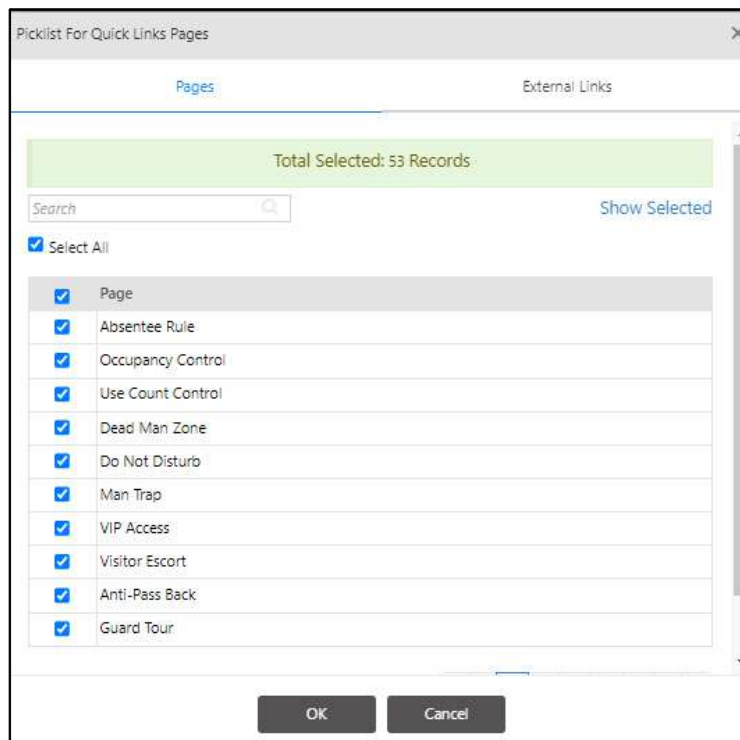 Picklist For Quick Links Pages
Pages External Links
Total Selected: 53 Records
Search Show Selected
Select All
Page
Absentee Rule
Occupancy Control
Use Count Control
Dead Man Zone
Do Not Disturb
Man Trap
VIP Access
Visitor Escort
Anti-Pass Back
Guard Tour
OK Cancel